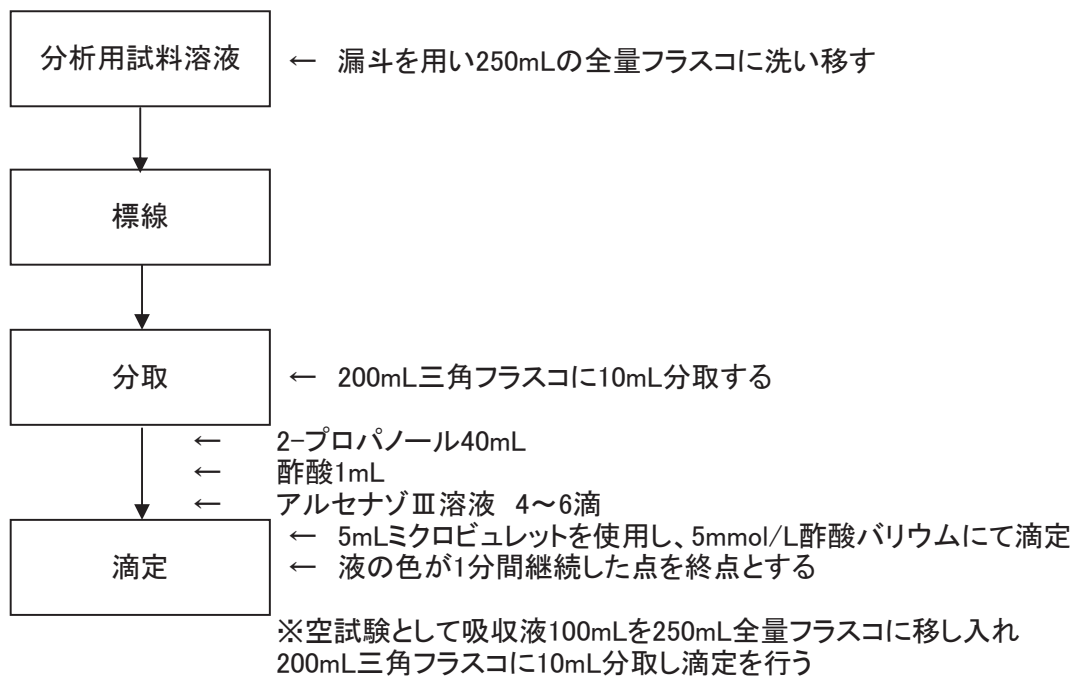 分析用試料溶液
← 漏斗を用い250mLの全量フラスコに洗い移す
標線
分取
← 200mL三角フラスコに10mL分取する
← 2-プロパノール40mL
← 酢酸1mL
← アルセナゾⅢ溶液 4～6滴
滴定
← 5mLミクロビュレットを使用し、5mmol/L酢酸バリウムにて滴定
← 液の色が1分間継続した点を終点とする
※空試験として吸収液100mLを250mL全量フラスコに移し入れ
200mL三角フラスコに10mL分取し滴定を行う